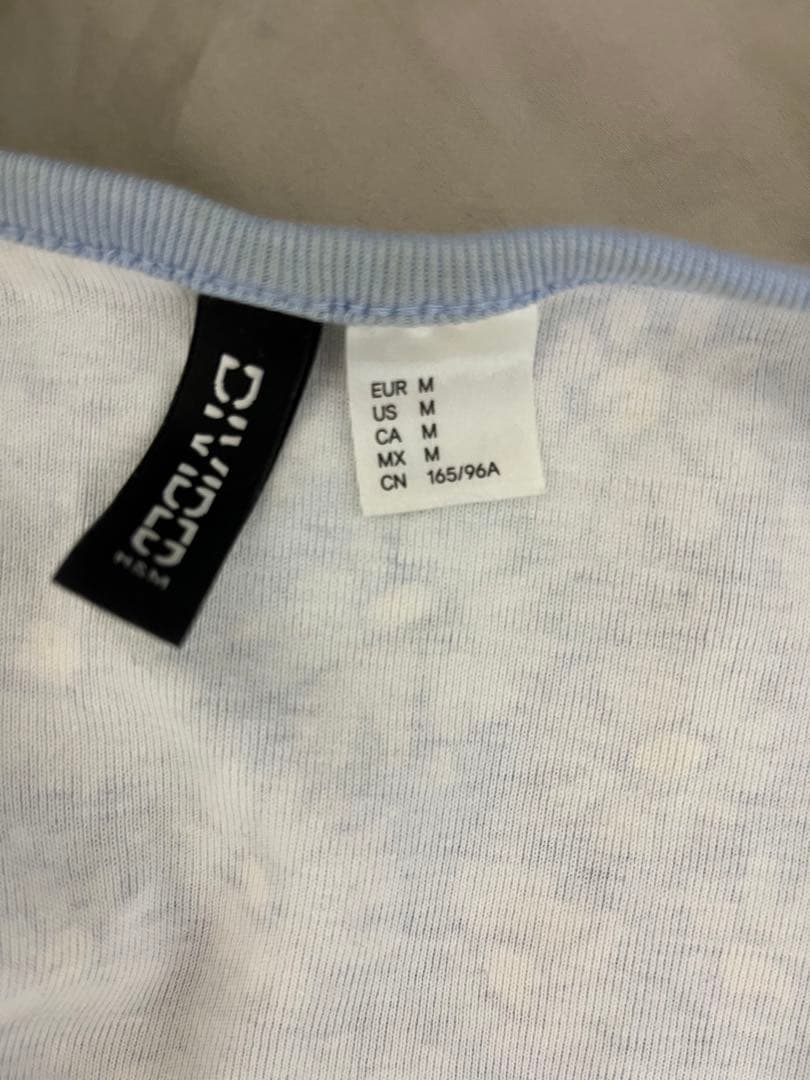 DIVIDED
H&M
EUR M
US M
CA M
MX M
CN 165/96A